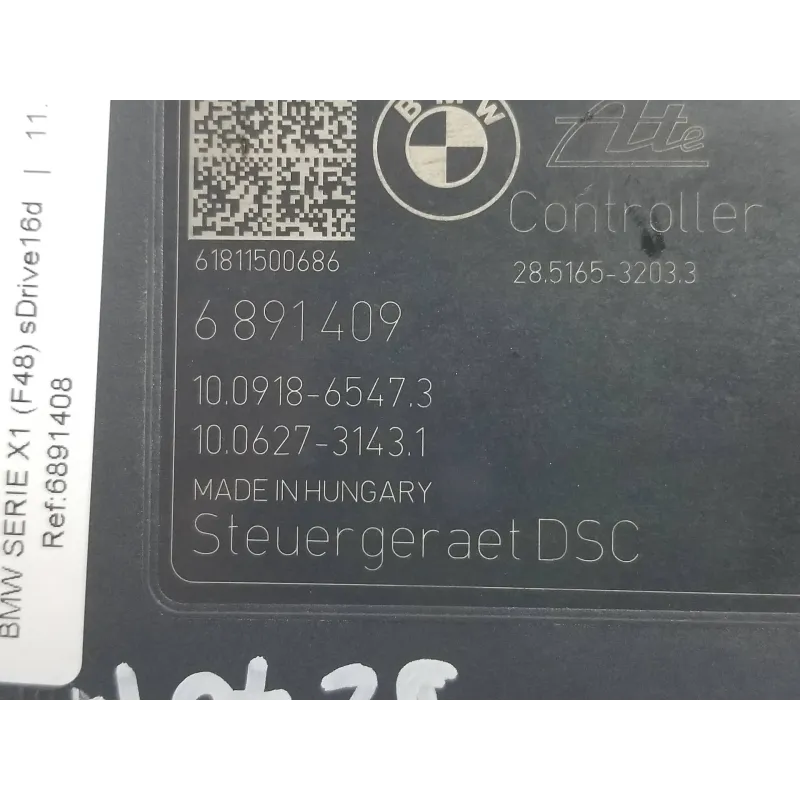 BMW SERIE X1 (F48) sDrive16d | 11.
Ref:6891408
BMW
Ate
Controller
61811500686
28.5165-3203.3
6 891 409
10.0918-6547.3
10.0627-3143.1
MADE IN HUNGARY
Steuergeraet DSC